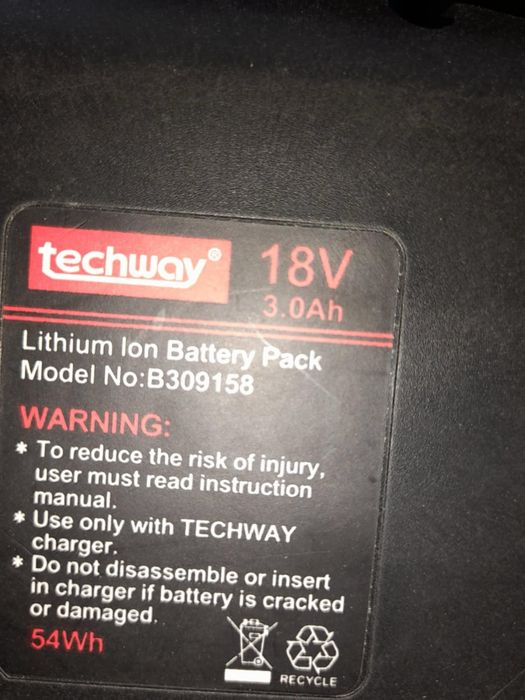 techway®
18V
3.0Ah
Lithium Ion Battery Pack
Model No:B309158
WARNING:
* To reduce the risk of injury,
user must read instruction
manual.
* Use only with TECHWAY
charger.
* Do not disassemble or insert
in charger if battery is cracked
or damaged.
54Wh
RECYCLE